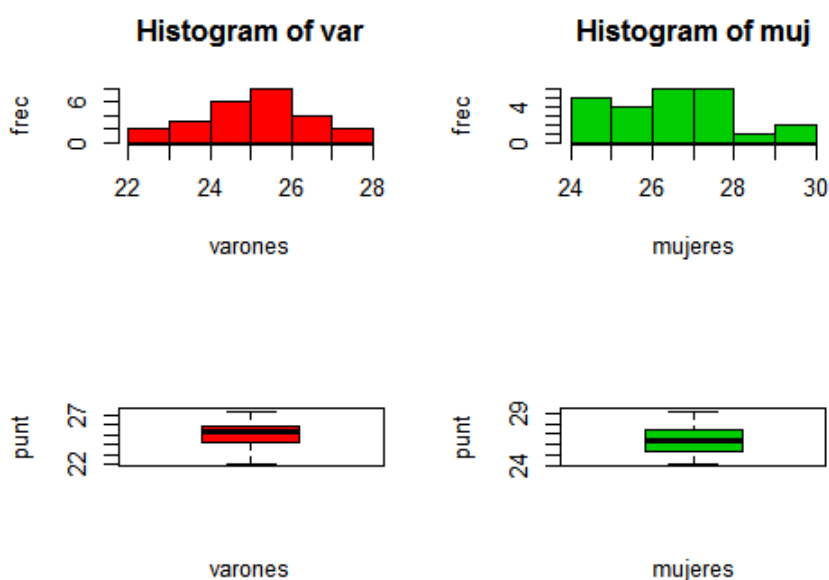 Histogram of var
frec
0 6
22 24 26 28
varones
Histogram of muj
frec
0 4
24 26 28 30
mujeres
punt
22 27
varones
punt
24 29
mujeres